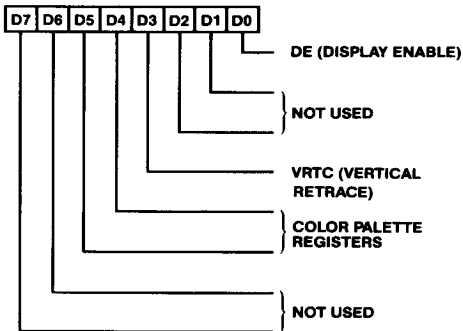 D7 D6 D5 D4 D3 D2 D1 D0
DE (DISPLAY ENABLE)
NOT USED
VRTC (VERTICAL
RETRACE)
COLOR PALETTE
REGISTERS
NOT USED